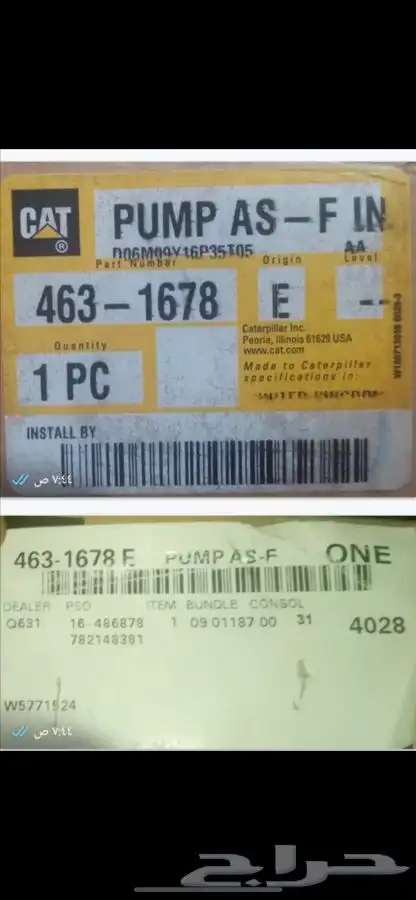 CAT
®
PUMP AS-F IN
D06M09Y16P35T05
AA
Part Number
Origin
Level
463-1678
E
--
Quantity
1 PC
Caterpillar Inc.
Peoria, Illinois 61629 USA
www.cat.com
Made to Caterpillar
specifications in:
INSTALL BY
٧:٤٤ ص
463-1678 E PUMP AS-F ONE
DEALER PSO ITEM BUNDLE CONSOL
Q631 16-486878 1 09 01187 00 31 4028
782148381
٧:٤٤ ص
حراج